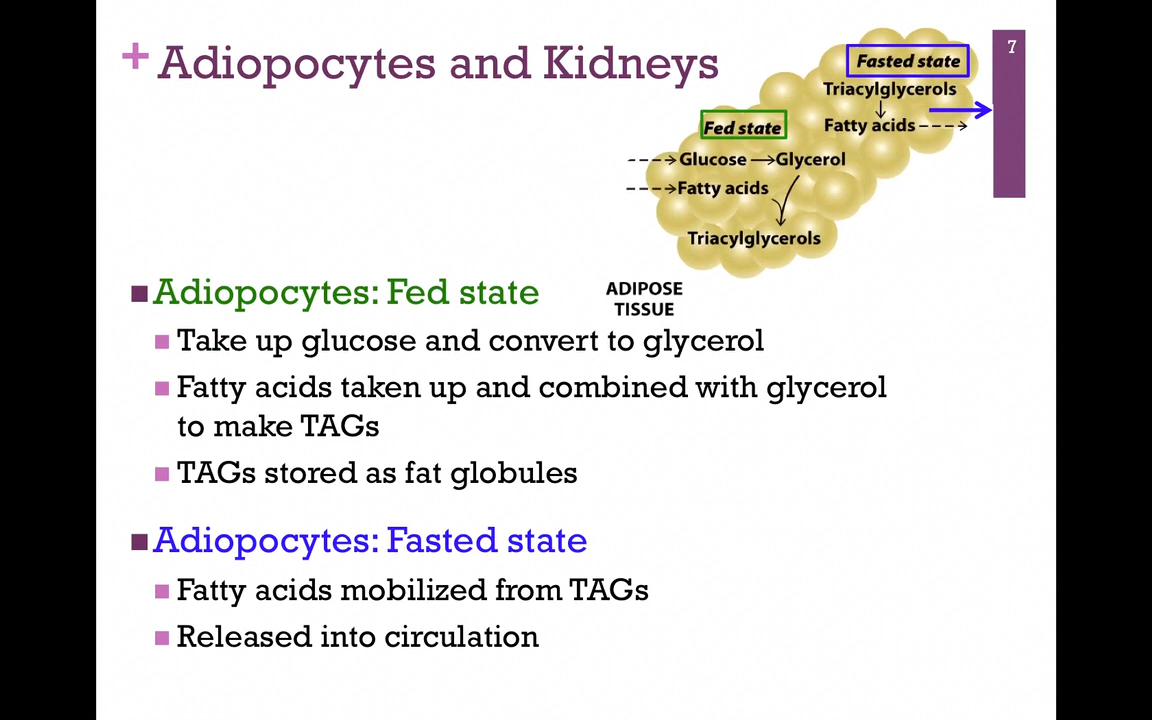 + Adiopocytes and Kidneys
7
Fasted state
Triacylglycerols
Fatty acids
Fed state
Glucose → Glycerol
Fatty acids
Triacylglycerols
ADIPOSE
TISSUE
Adiopocytes: Fed state
Take up glucose and convert to glycerol
Fatty acids taken up and combined with glycerol
to make TAGs
TAGs stored as fat globules
Adiopocytes: Fasted state
Fatty acids mobilized from TAGs
Released into circulation